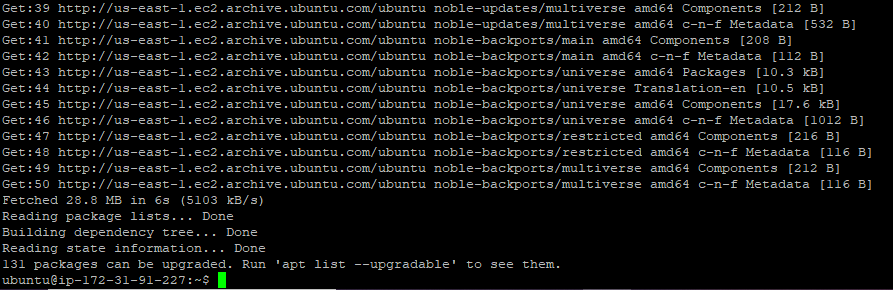 Get:39 http://us-east-1.ec2.archive.ubuntu.com/ubuntu noble-updates/multiverse amd64 Components [212 B]
Get:40 http://us-east-1.ec2.archive.ubuntu.com/ubuntu noble-updates/multiverse amd64 c-n-f Metadata [532 B]
Get:41 http://us-east-1.ec2.archive.ubuntu.com/ubuntu noble-backports/main amd64 Components [208 B]
Get:42 http://us-east-1.ec2.archive.ubuntu.com/ubuntu noble-backports/main amd64 c-n-f Metadata [112 B]
Get:43 http://us-east-1.ec2.archive.ubuntu.com/ubuntu noble-backports/universe amd64 Packages [10.3 kB]
Get:44 http://us-east-1.ec2.archive.ubuntu.com/ubuntu noble-backports/universe Translation-en [10.5 kB]
Get:45 http://us-east-1.ec2.archive.ubuntu.com/ubuntu noble-backports/universe amd64 Components [17.6 kB]
Get:46 http://us-east-1.ec2.archive.ubuntu.com/ubuntu noble-backports/universe amd64 c-n-f Metadata [1012 B]
Get:47 http://us-east-1.ec2.archive.ubuntu.com/ubuntu noble-backports/restricted amd64 Components [216 B]
Get:48 http://us-east-1.ec2.archive.ubuntu.com/ubuntu noble-backports/restricted amd64 c-n-f Metadata [116 B]
Get:49 http://us-east-1.ec2.archive.ubuntu.com/ubuntu noble-backports/multiverse amd64 Components [212 B]
Get:50 http://us-east-1.ec2.archive.ubuntu.com/ubuntu noble-backports/multiverse amd64 c-n-f Metadata [116 B]
Fetched 28.8 MB in 6s (5103 kB/s)
Reading package lists... Done
Building dependency tree... Done
Reading state information... Done
131 packages can be upgraded. Run 'apt list --upgradable' to see them.
ubuntu@ip-172-31-91-227:~$